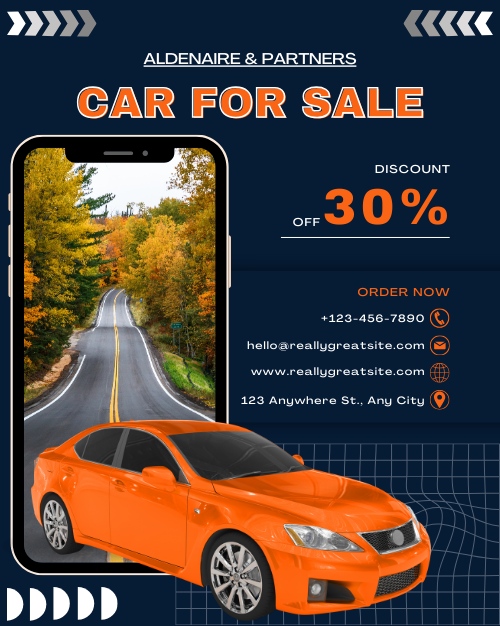 ALDENAIRE & PARTNERS
CAR FOR SALE
DISCOUNT
OFF 30%
ORDER NOW
+123-456-7890
hello@reallygreatsite.com
www.reallygreatsite.com
123 Anywhere St., Any City